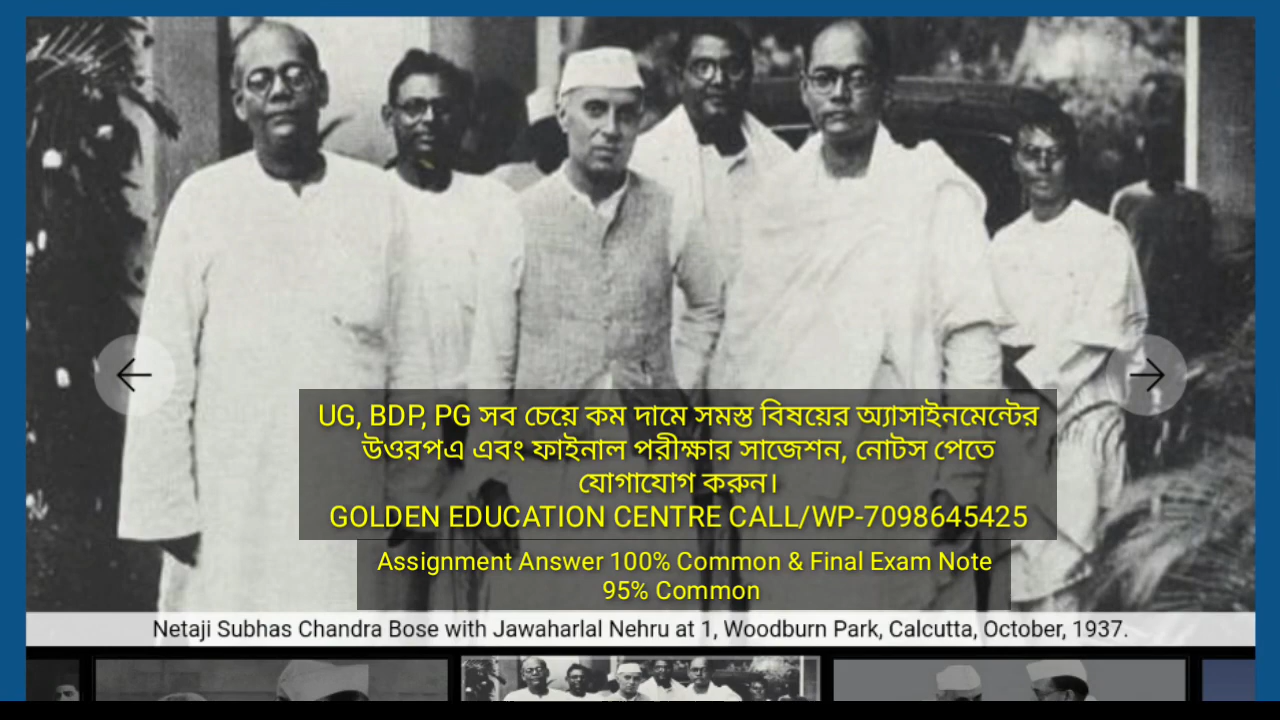 UG, BDP, PG সব চেয়ে কম দামে সমস্ত বিষয়ের অ্যাসাইনমেন্টের
উওরপএ এবং ফাইনাল পরীক্ষার সাজেশন, নোটস পেতে
যোগাযোগ করুন।
GOLDEN EDUCATION CENTRE CALL/WP-7098645425
Assignment Answer 100% Common & Final Exam Note
95% Common
Netaji Subhas Chandra Bose with Jawaharlal Nehru at 1, Woodburn Park, Calcutta, October, 1937.